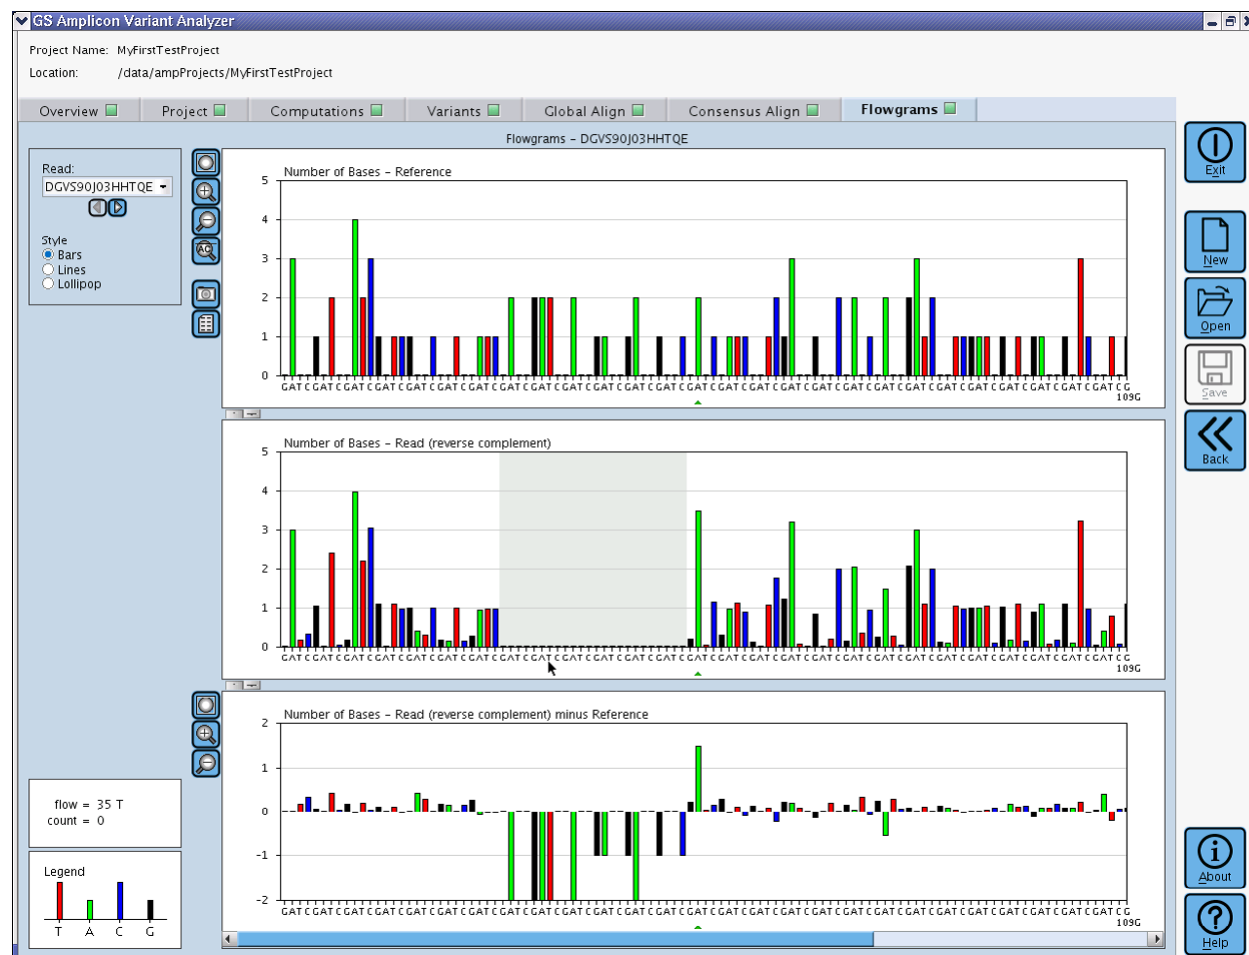 GS Amplicon Variant Analyzer
Project Name: MyFirstTestProject
Location: /data/ampProjects/MyFirstTestProject
Overview Project Computations Variants Global Align Consensus Align Flowgrams
Flowgrams - DGVS90J03HHTQE
Read:
DGVS90J03HHTQE
Style
Bars
Lines
Lollipop
AC
Number of Bases - Reference
5
4
3
2
1
0
GATCGATCGATCGATCGATCGATCGATCGATCGATCGATCGATCGATCGATCGATCGATCGATCGATCGATCGATCGATCGATCGATCGATCGATCGATCGATCGATCG
109G
Number of Bases - Read (reverse complement)
5
4
3
2
1
0
GATCGATCGATCGATCGATCGATCGATCGATCGATCGATCGATCGATCGATCGATCGATCGATCGATCGATCGATCGATCGATCGATCGATCGATCGATCGATCGATCG
109G
Number of Bases - Read (reverse complement) minus Reference
2
1
0
-1
-2
GATCGATCGATCGATCGATCGATCGATCGATCGATCGATCGATCGATCGATCGATCGATCGATCGATCGATCGATCGATCGATCGATCGATCGATCGATCGATCGATCG
109G
flow = 35 T
count = 0
Legend
T A C G
Exit
New
Open
Save
Back
About
Help